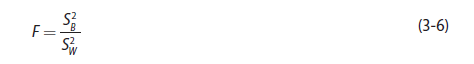 F = S_B^2 / S_W^2 (3-6)